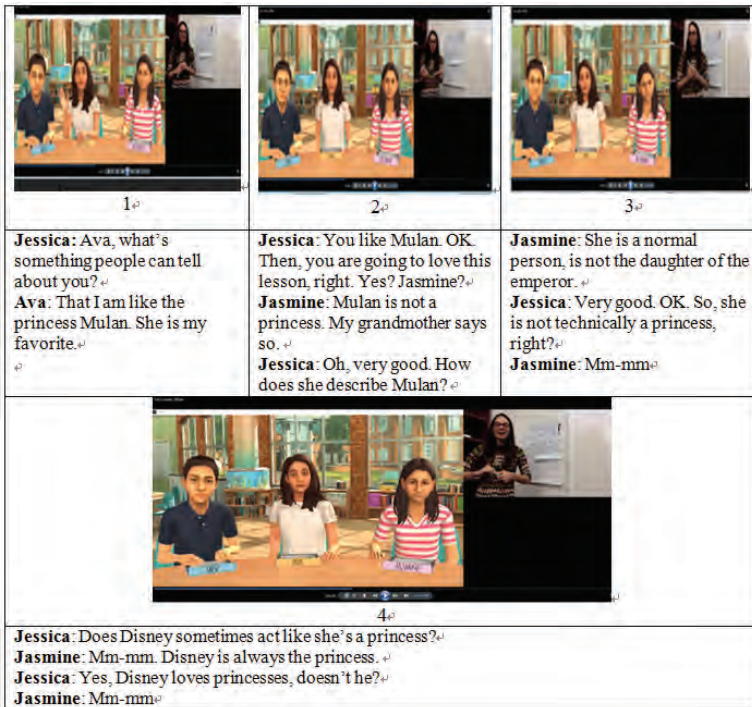 1
2
3
Jessica: Ava, what's
something people can tell
about you?
Ava: That I am like the
princess Mulan. She is my
favorite.
Jessica: You like Mulan. OK.
Then, you are going to love this
lesson, right. Yes? Jasmine?
Jasmine: Mulan is not a
princess. My grandmother says
so.
Jessica: Oh, very good. How
does she describe Mulan?
Jasmine: She is a normal
person, is not the daughter of the
emperor.
Jessica: Very good. OK. So, she
is not technically a princess,
right?
Jasmine: Mm-mm
4
Jessica: Does Disney sometimes act like she's a princess?
Jasmine: Mm-mm. Disney is always the princess.
Jessica: Yes, Disney loves princesses, doesn't he?
Jasmine: Mm-mm